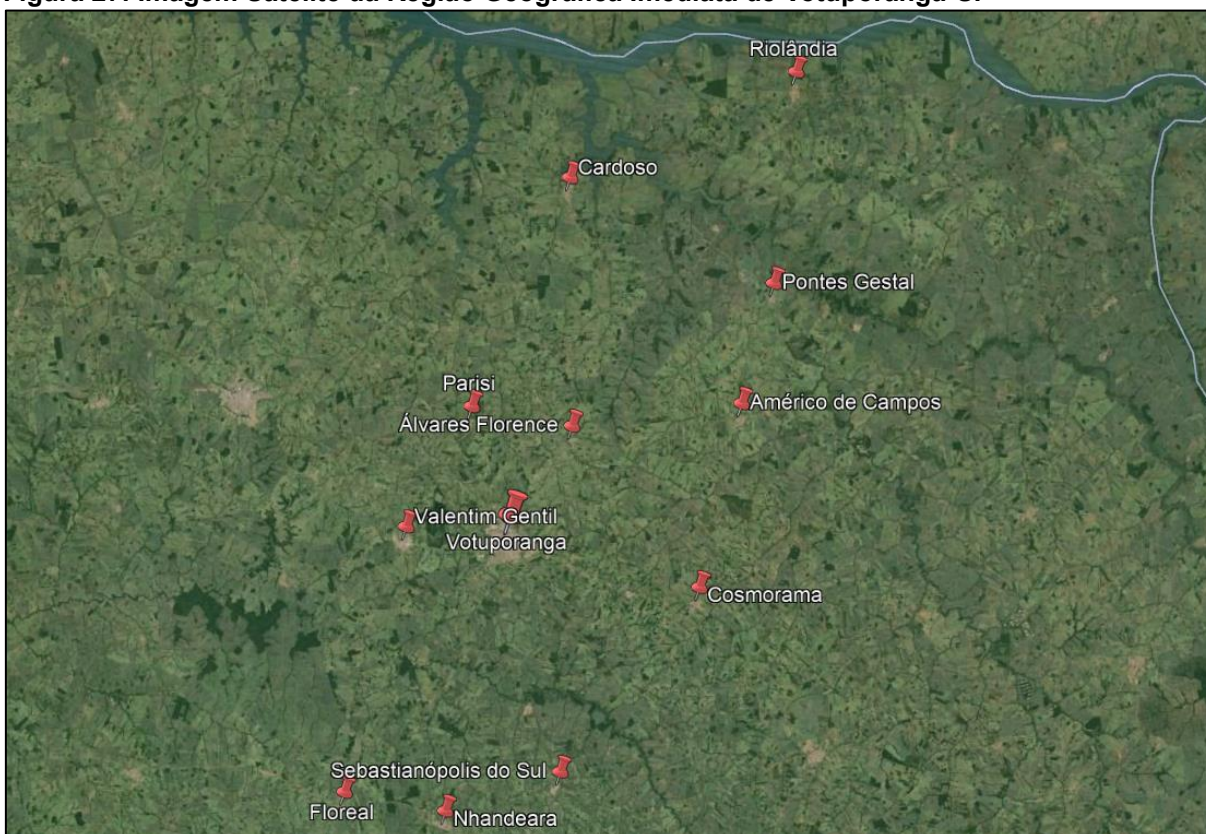 Riolândia
Cardoso
Pontes Gestal
Parisi
Américo de Campos
Álvares Florence
Valentim Gentil
Votuporanga
Cosmorama
Sebastianópolis do Sul
Floreal
Nhandeara